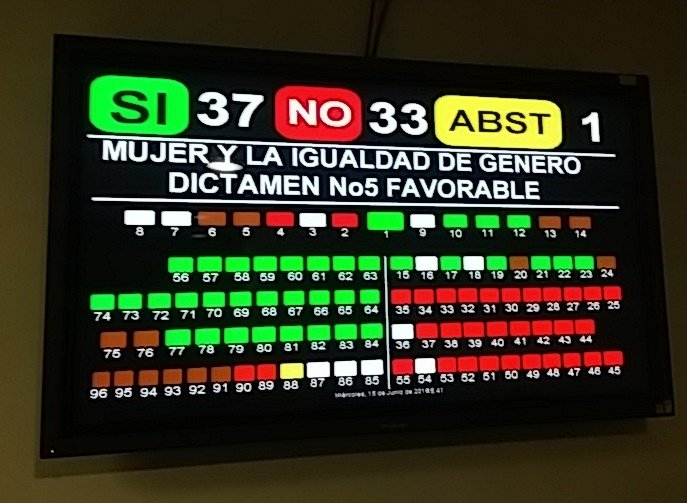 SI 37 NO 33 ABST 1
MUJER Y LA IGUALDAD DE GENERO
DICTAMEN No5 FAVORABLE
8 7 6 5 4 3 2 1 9 10 11 12 13 14
56 57 58 59 60 61 62 63 15 16 17 18 19 20 21 22 23 24
74 73 72 71 70 69 68 67 66 65 64 35 34 33 32 31 30 29 28 27 26 25
75 76 77 78 79 80 81 82 83 84 36 37 38 39 40 41 42 43 44
96 95 94 93 92 91 90 89 88 87 86 85 55 54 53 52 51 50 49 48 47 46 45
Miércoles, 15 de Junio de